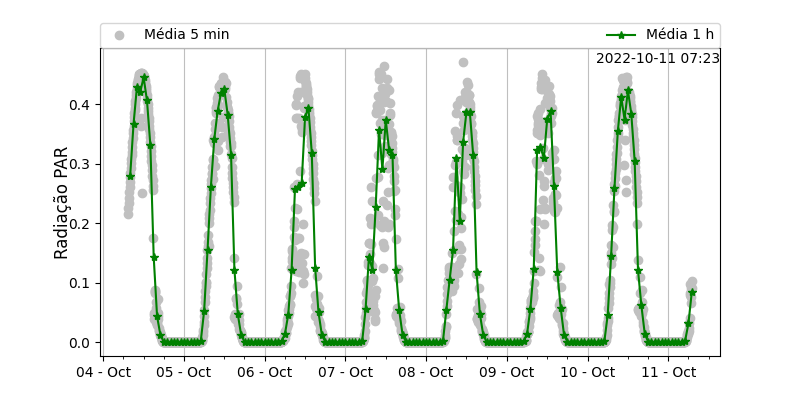 Média 5 min
Média 1 h
2022-10-11 07:23
Radiação PAR
0.4
0.3
0.2
0.1
0.0
04 - Oct
05 - Oct
06 - Oct
07 - Oct
08 - Oct
09 - Oct
10 - Oct
11 - Oct